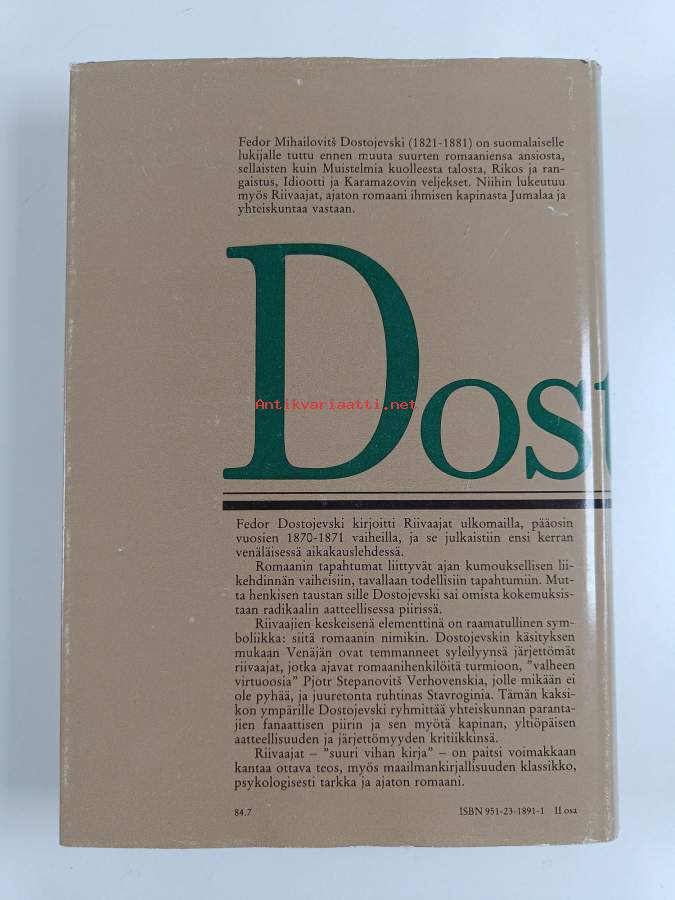 Fedor Mihailovitš Dostojevski (1821-1881) on suomalaiselle
lukijalle tuttu ennen muuta suurten romaaniensa ansiosta,
sellaisten kuin Muistelmia kuolleesta talosta, Rikos ja ran-
gaistus, Idiootti ja Karamazovin veljekset. Niihin lukeutuu
myös Riivaajat, ajaton romaani ihmisen kapinasta Jumalaa ja
yhteiskuntaa vastaan.
Dost
Antikvariaatti.net
Fedor Dostojevski kirjoitti Riivaajat ulkomailla, pääosin
vuosien 1870-1871 vaiheilla, ja se julkaistiin ensi kerran
venäläisessä aikakauslehdessä.
Romaanin tapahtumat liittyvät ajan kumouksellisen lii-
kehdinnän vaiheisiin, tavallaan todellisiin tapahtumiin. Mut-
ta henkisen taustan sille Dostojevski sai omista kokemuksis-
taan radikaalin aatteellisessa piirissä.
Riivaajien keskeisenä elementtinä on raamatullinen sym-
boliikka: siitä romaanin nimikin. Dostojevskin käsityksen
mukaan Venäjän ovat temmanneet syleilyynsä järjettömät
riivaajat, jotka ajavat romaanihenkilöitä turmioon, "valheen
virtuoosia" Pjotr Stepanovitš Verhovenskia, jolle mikään ei
ole pyhää, ja juuretonta ruhtinas Stavroginia. Tämän kaksi-
kon ympärille Dostojevski ryhmittää yhteiskunnan paranta-
jien fanaattisen piirin ja sen myötä kapinan, yltiöpäisen
aatteellisuuden ja järjettömyyden kritiikkinsä.
Riivaajat – "suuri vihan kirja" – on paitsi voimakkaan
kantaa ottava teos, myös maailmankirjallisuuden klassikko,
psykologisesti tarkka ja ajaton romaani.
84.7 ISBN 951-23-1891-1 II osa